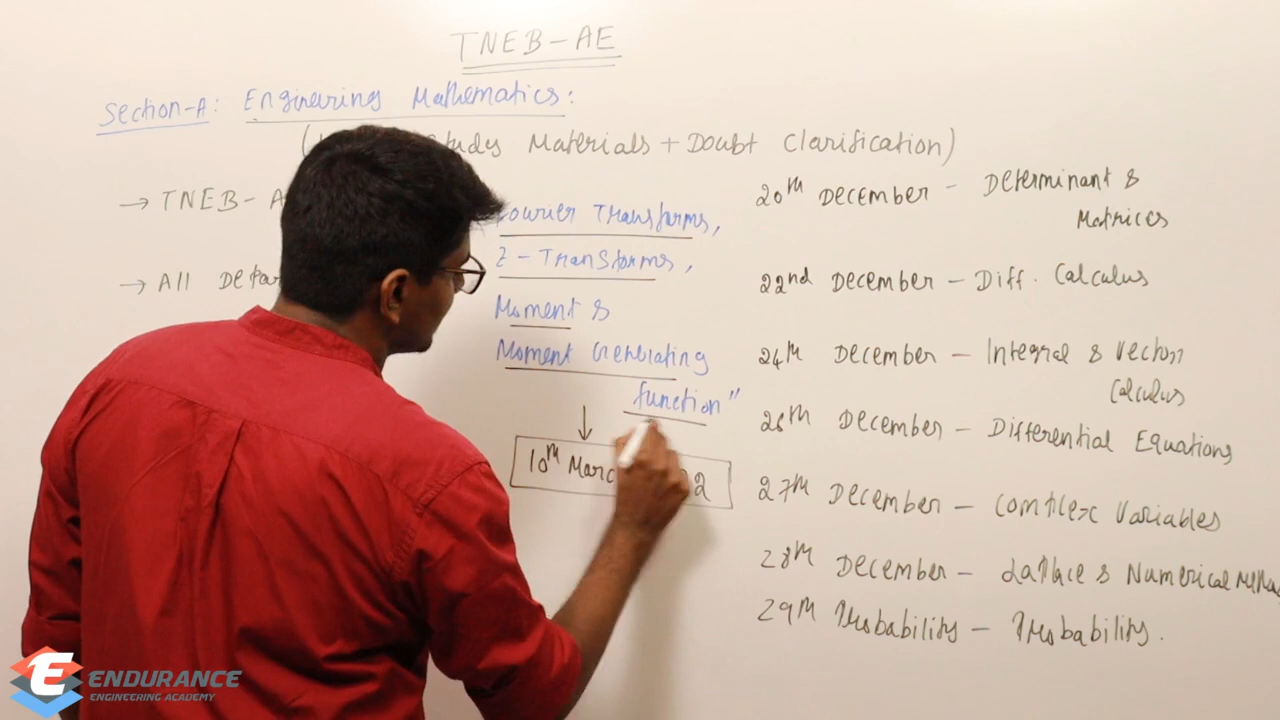 TNEB-AE
Section-A: Engineering Mathematics:
Materials + Doubt Clarification)
→ TNEB-
→ All
Fourier Transforms,
Z-Transforms,
Moment &
Moment Generating
function"
10th
20th December - Determinant &
Matrices
22nd December - Diff. Calculus
24th December - Integral & Vector
Calculus
26th December - Differential Equations
27th December - Complex Variables
28th December - Laplace & Numerical
29th Probability - Probability.
E ENDURANCE
ENGINEERING ACADEMY